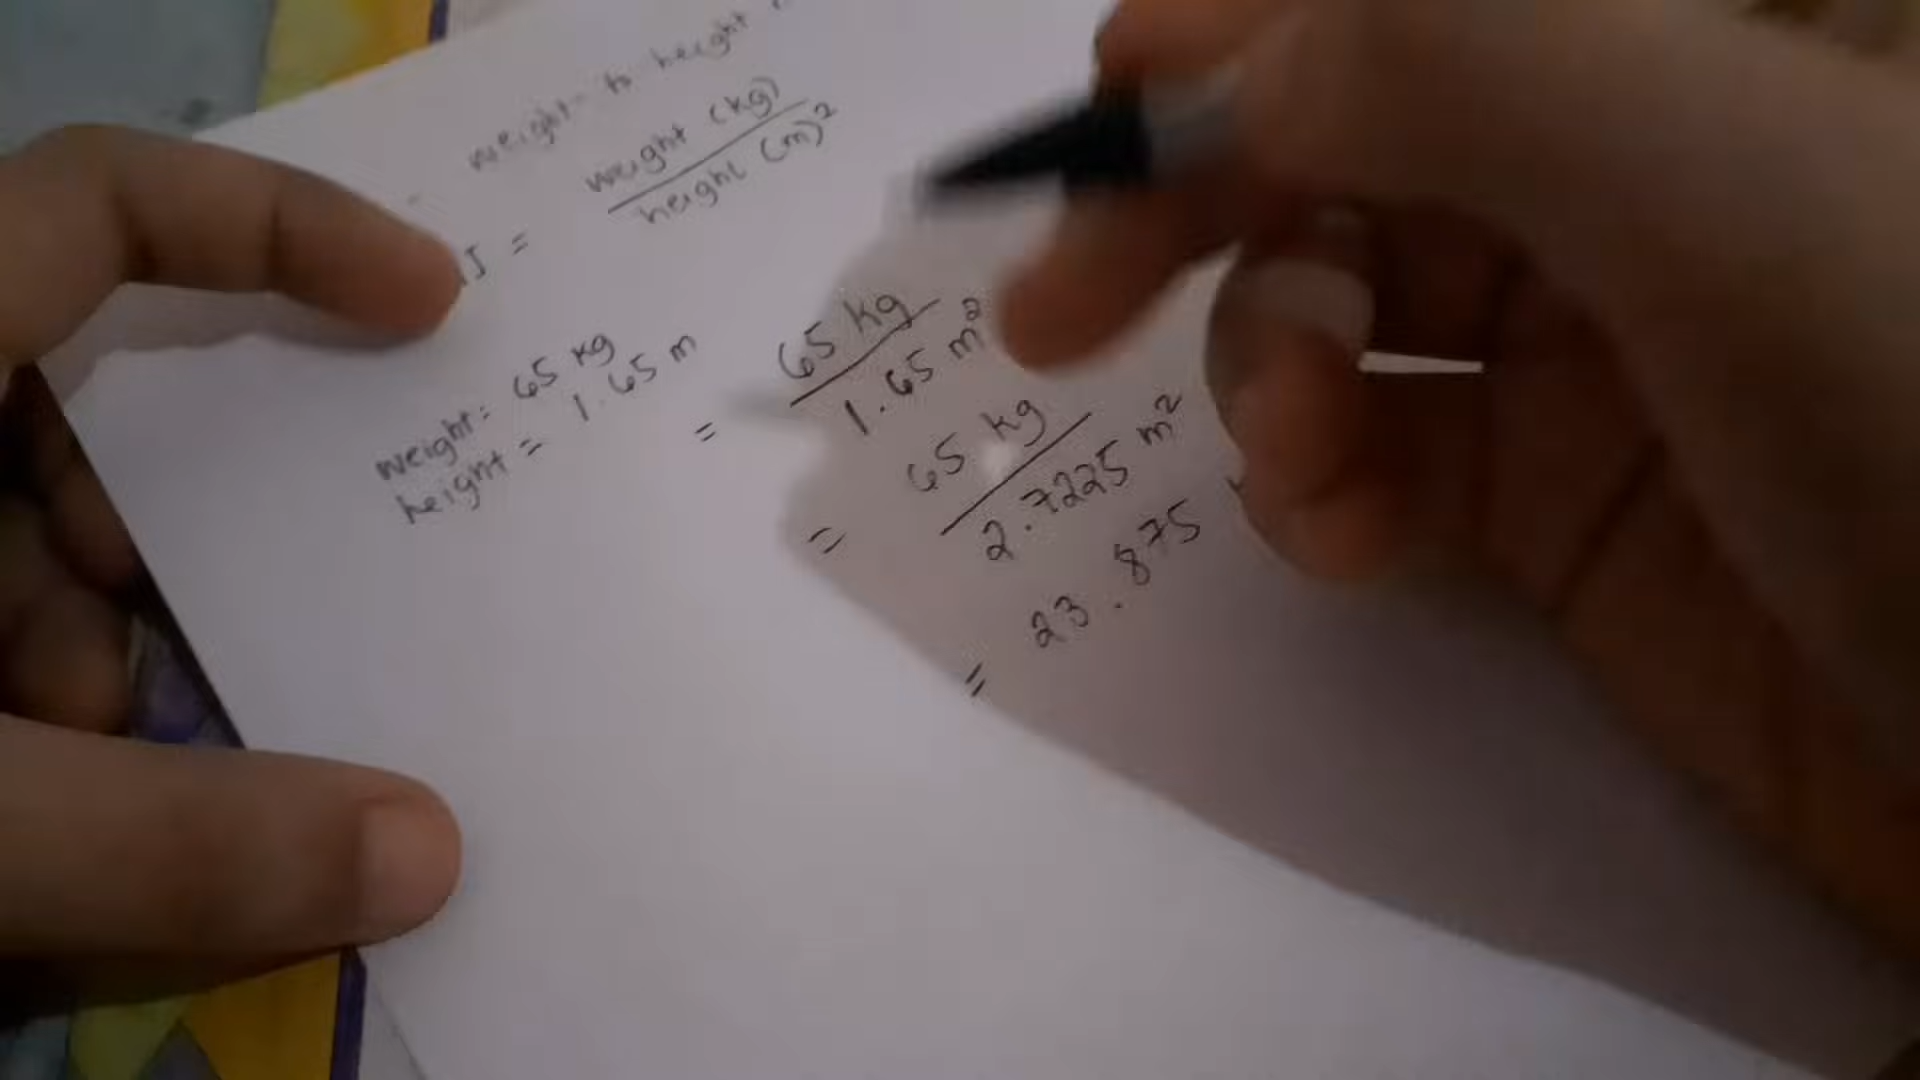 weight- to height
weight (kg)
I = height (m)²
weight: 65 kg
height = 1.65 m
= 65 kg
1.65 m²
= 65 kg
2.7225 m²
= 23.875